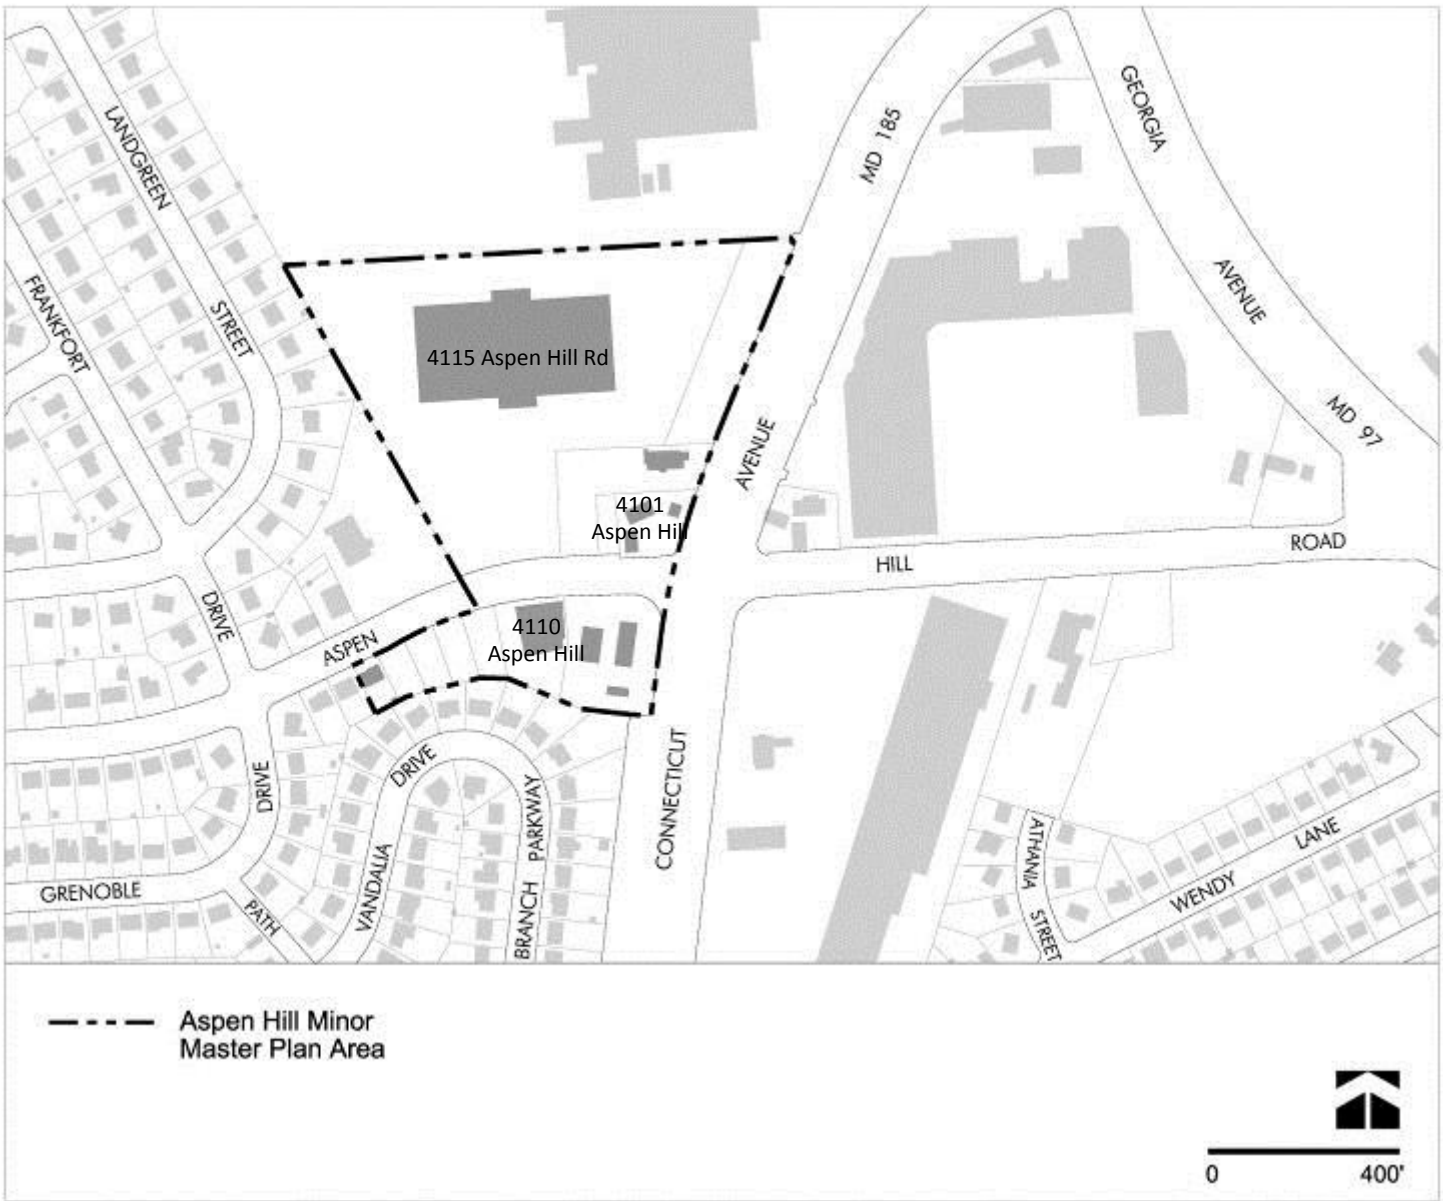 LANDGREEN
STREET
FRANKFORT
DRIVE
MD 185
GEORGIA
AVENUE
MD 97
4115 Aspen Hill Rd
AVENUE
4101
Aspen Hill
HILL
ROAD
ASPEN
4110
Aspen Hill
DRIVE
DRIVE
GRENOBLE
PATH
VANDALIA
BRANCH PARKWAY
CONNECTICUT
ATHANIA
STREET
WENDY
LANE
Aspen Hill Minor
Master Plan Area
0 400'